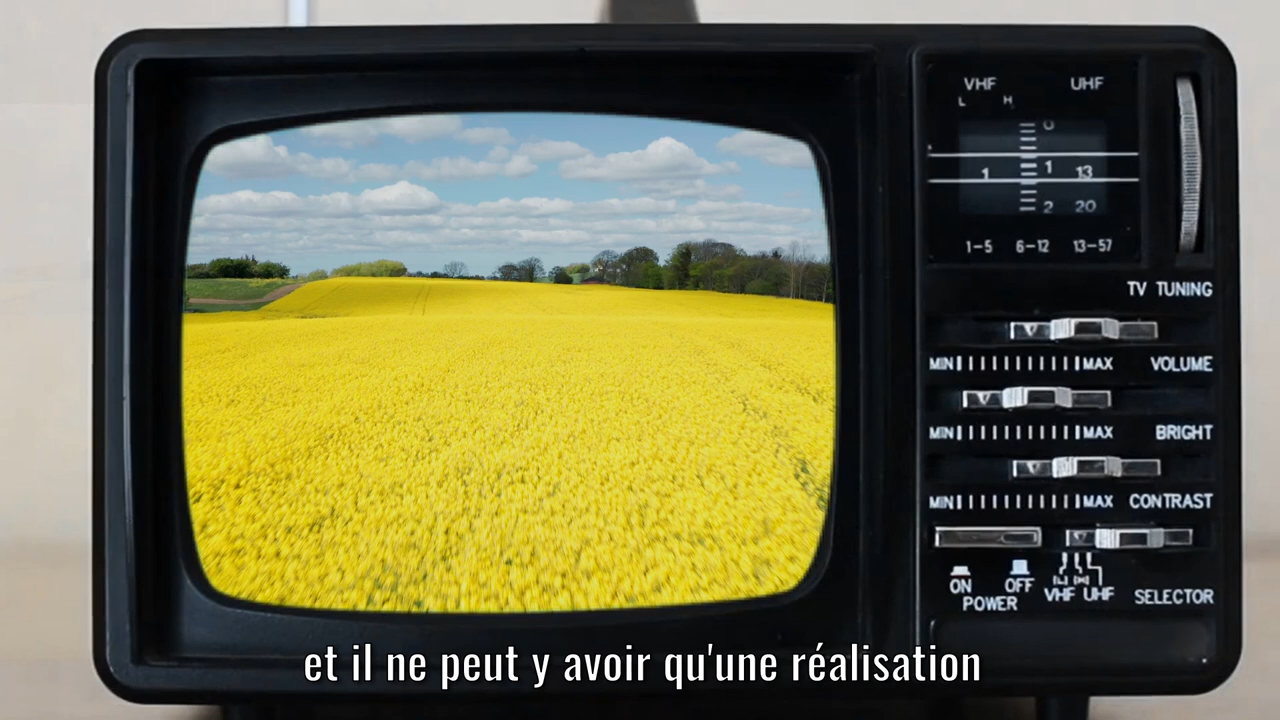 VHF UHF
L H
0
1 1 13
2 20
1-5 6-12 13-57
TV TUNING
MIN MAX VOLUME
MIN MAX BRIGHT
MIN MAX CONTRAST
ON OFF
POWER
VHF UHF SELECTOR
et il ne peut y avoir qu'une réalisation